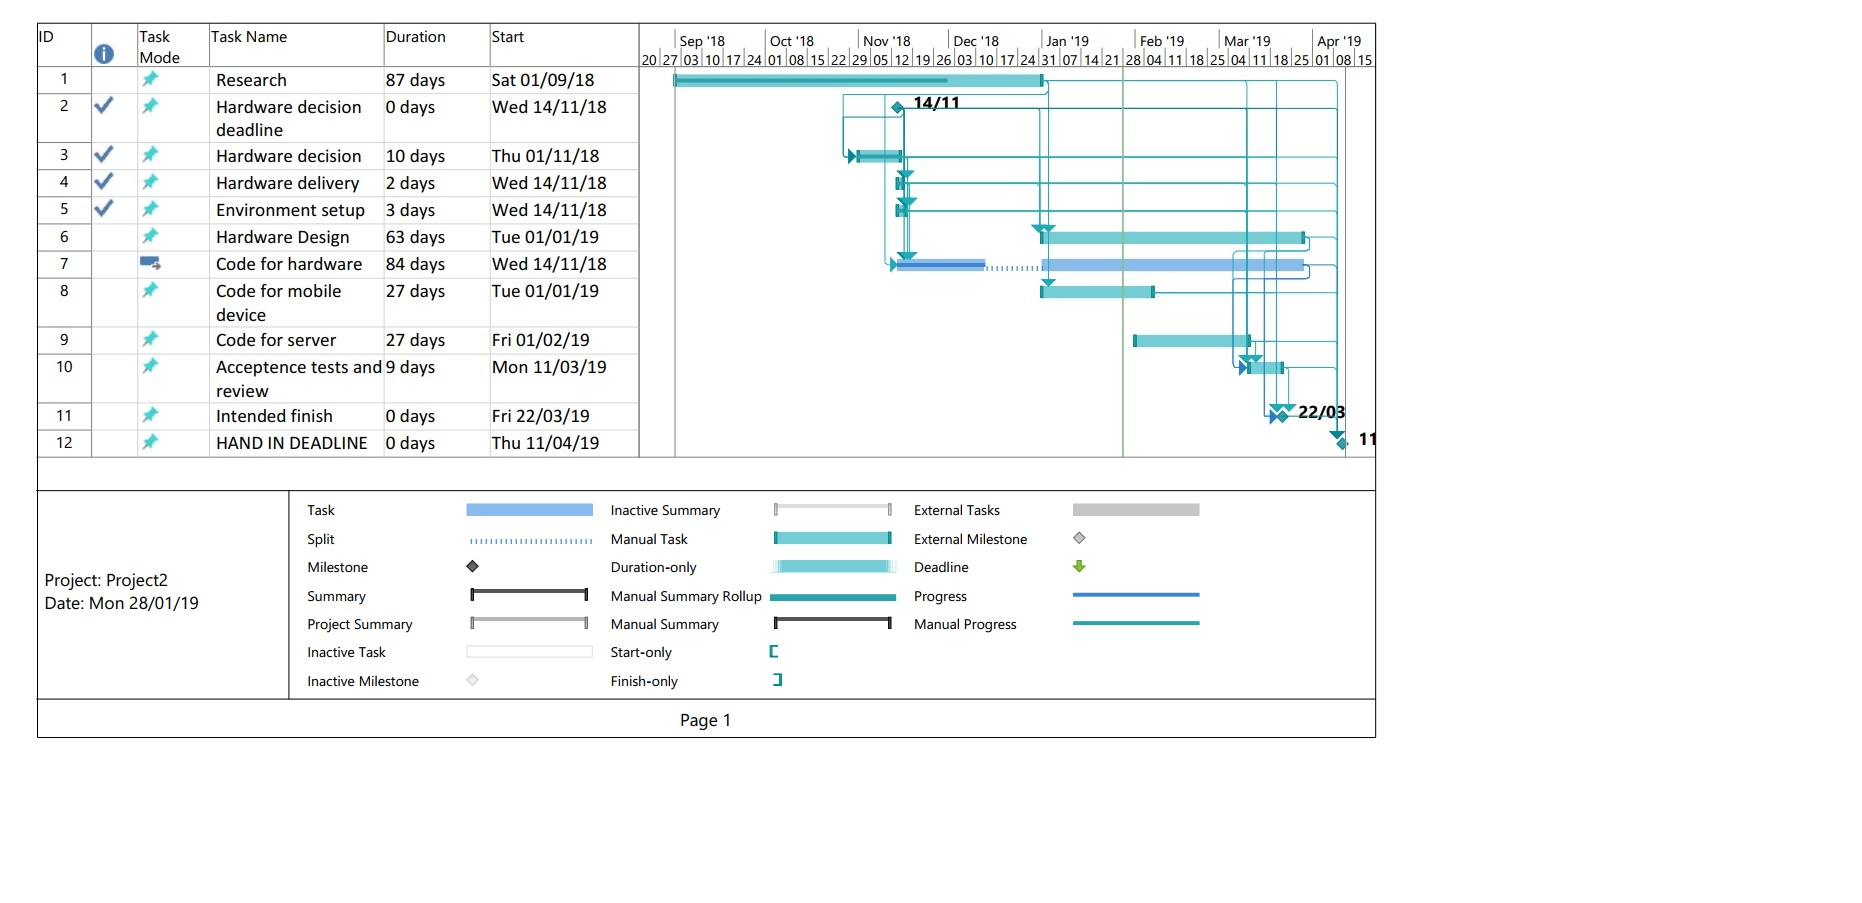 ID Task Mode Task Name Duration Start
Sep '18 Oct '18 Nov '18 Dec '18 Jan '19 Feb '19 Mar '19 Apr '19
20 27 03 10 17 24 01 08 15 22 29 05 12 19 26 03 10 17 24 31 07 14 21 28 04 11 18 25 04 11 18 25 01 08 15
1 Research 87 days Sat 01/09/18
2 Hardware decision deadline 0 days Wed 14/11/18 14/11
3 Hardware decision 10 days Thu 01/11/18
4 Hardware delivery 2 days Wed 14/11/18
5 Environment setup 3 days Wed 14/11/18
6 Hardware Design 63 days Tue 01/01/19
7 Code for hardware 84 days Wed 14/11/18
8 Code for mobile device 27 days Tue 01/01/19
9 Code for server 27 days Fri 01/02/19
10 Acceptence tests and review 9 days Mon 11/03/19
11 Intended finish 0 days Fri 22/03/19 22/03
12 HAND IN DEADLINE 0 days Thu 11/04/19 11
Project: Project2
Date: Mon 28/01/19
Task Inactive Summary External Tasks
Split Manual Task External Milestone
Milestone Duration-only Deadline
Summary Manual Summary Rollup Progress
Project Summary Manual Summary Manual Progress
Inactive Task Start-only
Inactive Milestone Finish-only
Page 1